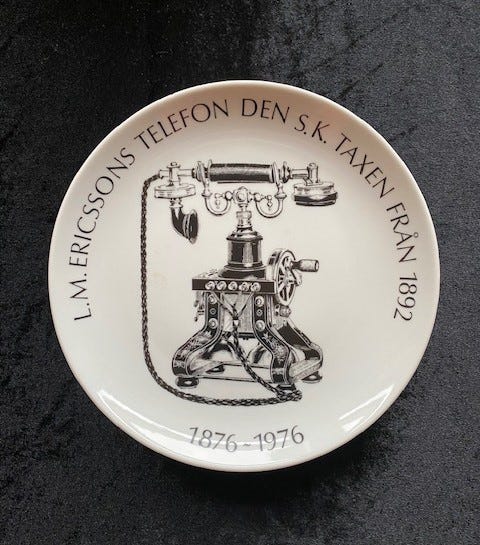 L.M. ERICSSONS TELEFON DEN S.K. TAXEN FRÅN 1892
1876~1976